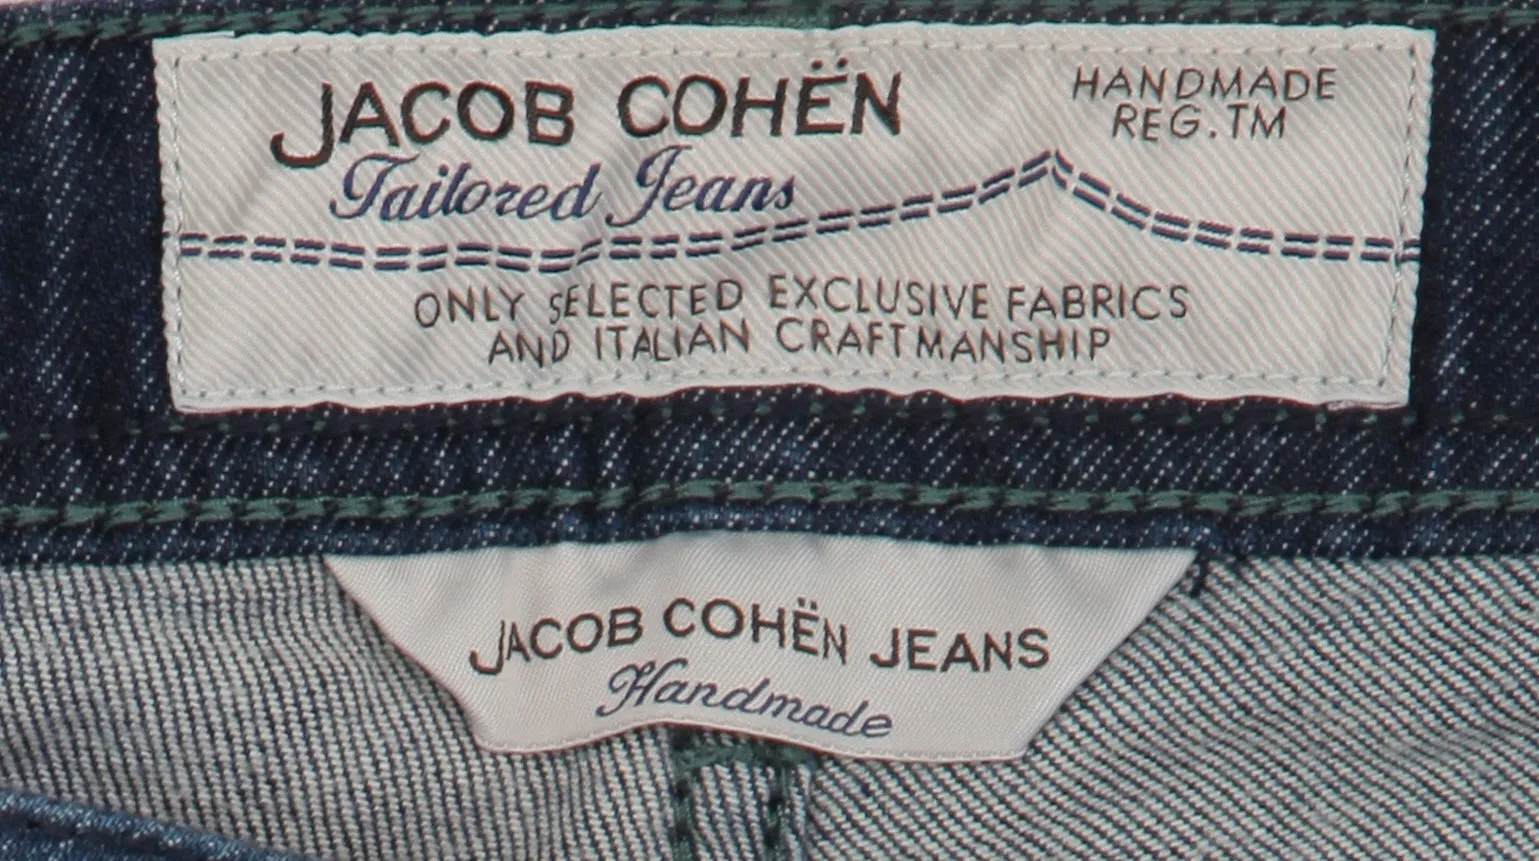 JACOB COHËN
Tailored Jeans
HANDMADE
REG.TM
ONLY SELECTED EXCLUSIVE FABRICS
AND ITALIAN CRAFTMANSHIP
JACOB COHËN JEANS
Handmade